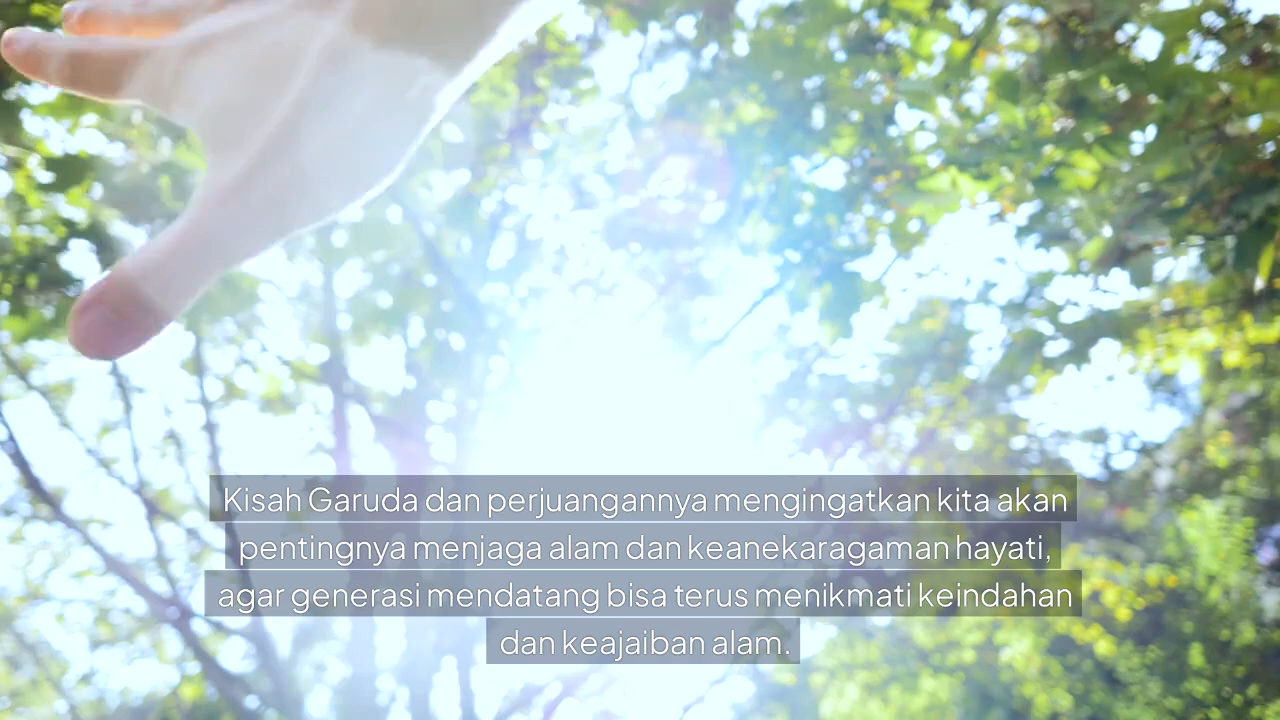 Kisah Garuda dan perjuangannya mengingatkan kita akan
pentingnya menjaga alam dan keanekaragaman hayati,
agar generasi mendatang bisa terus menikmati keindahan
dan keajaiban alam.